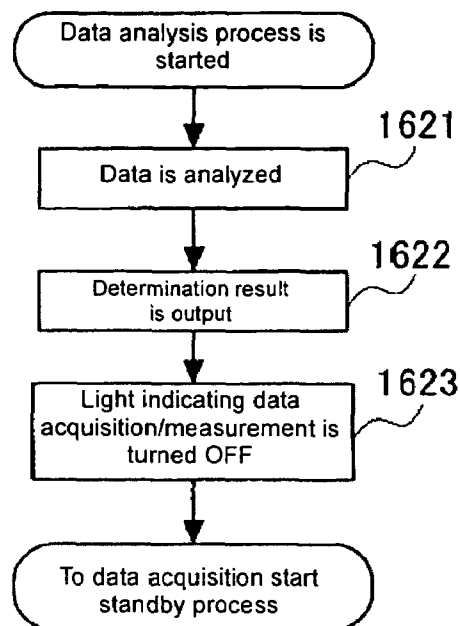 Data analysis process is
started
1621
Data is analyzed
1622
Determination result
is output
1623
Light indicating data
acquisition/measurement is
turned OFF
To data acquisition start
standby process